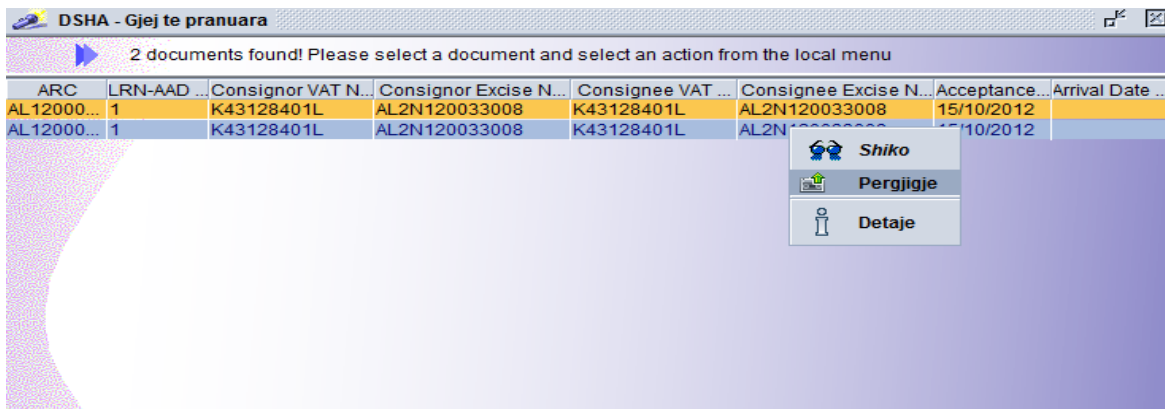 DSHA - Gjej te pranuara
2 documents found! Please select a document and select an action from the local menu
ARC LRN-AAD ... Consignor VAT N... Consignor Excise N... Consignee VAT ... Consignee Excise N... Acceptance... Arrival Date ...
AL12000... 1 K43128401L AL2N120033008 K43128401L AL2N120033008 15/10/2012
AL12000... 1 K43128401L AL2N120033008 K43128401L
Shiko
Pergjigje
Detaje